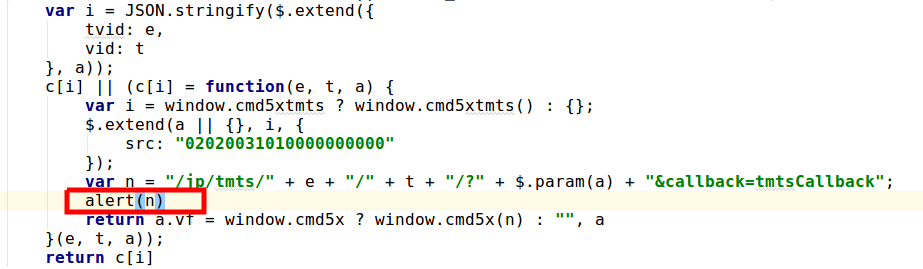 var i = JSON.stringify($.extend({
tvid: e,
vid: t
}, a));
c[i] || (c[i] = function(e, t, a) {
var i = window.cmd5xtmts ? window.cmd5xtmts() : {};
$.extend(a || {}, i, {
src: "02020031010000000000"
});
var n = "/jp/tmts/" + e + "/" + t + "/?" + $.param(a) + "&callback=tmtsCallback";
alert(n)
return a.vf = window.cmd5x ? window.cmd5x(n) : "", a
}(e, t, a));
return c[i]